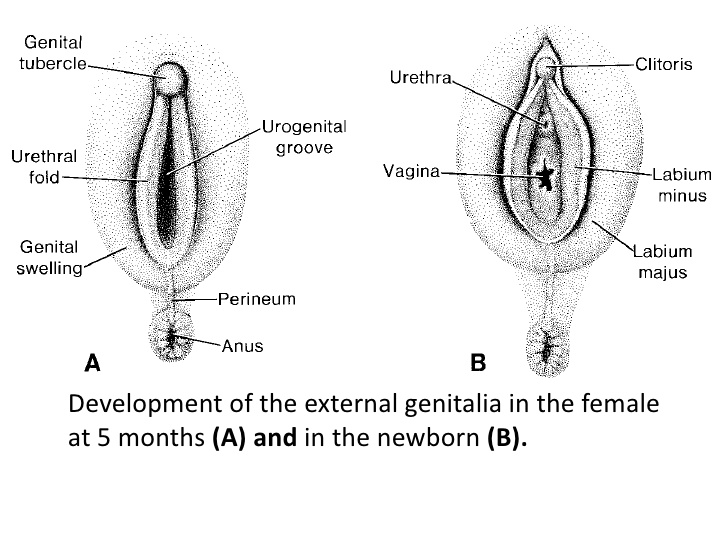 Genital
tubercle
Urethral
fold
Genital
swelling
Urogenital
groove
Perineum
Anus
A
Urethra
Vagina
Clitoris
Labium
minus
Labium
majus
B
Development of the external genitalia in the female
at 5 months (A) and in the newborn (B).